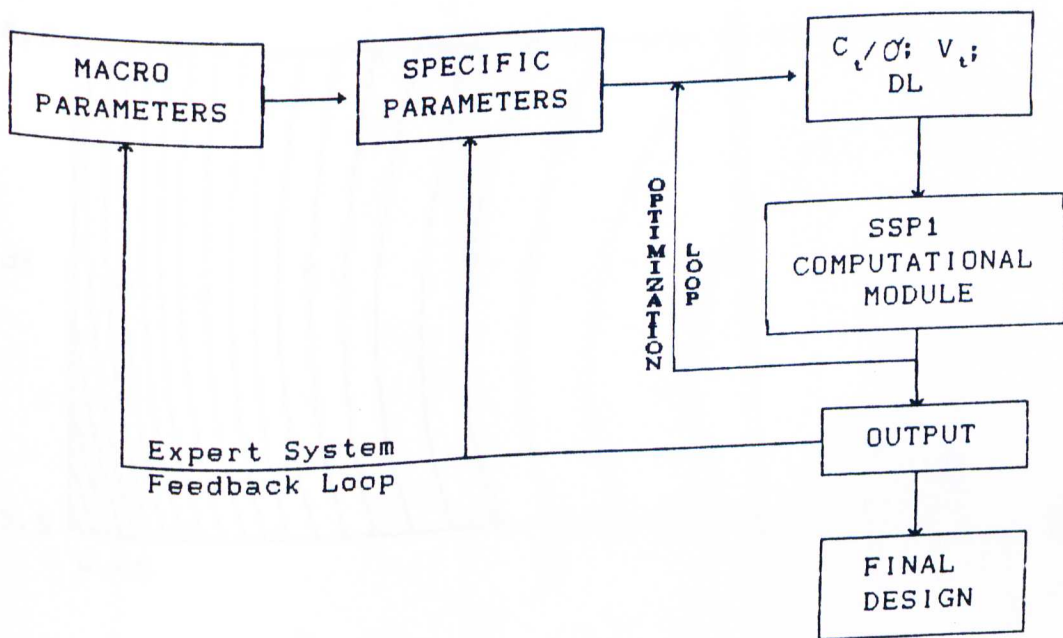 MACRO
PARAMETERS
SPECIFIC
PARAMETERS
C_t/σ; V_t;
DL
OPTIMIZATION
LOOP
SSP1
COMPUTATIONAL
MODULE
OUTPUT
Expert System
Feedback Loop
FINAL
DESIGN